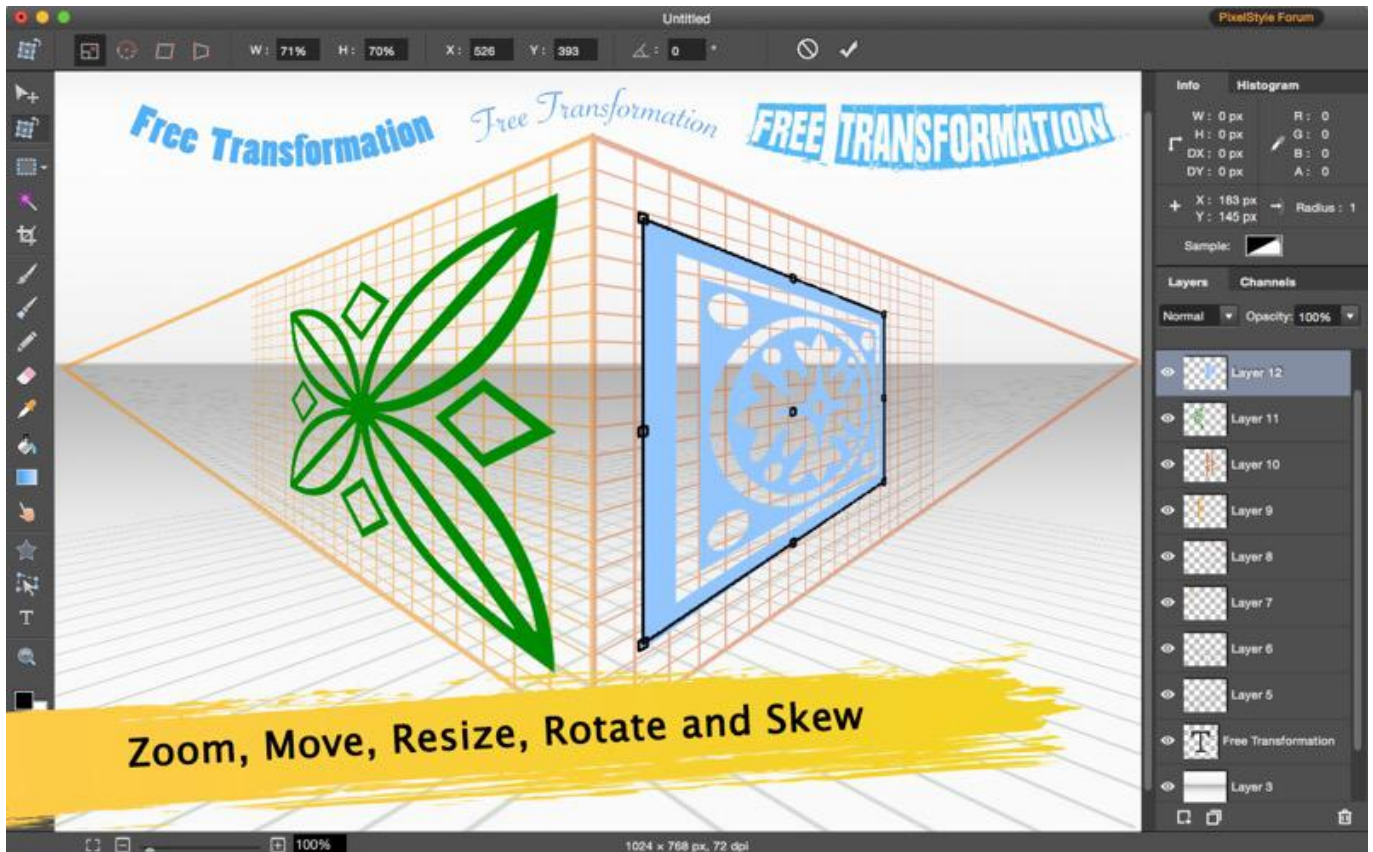 Untitled
PixelStyle Forum
W: 71% H: 70% X: 526 Y: 393 : 0 °
Info Histogram
W: 0 px R: 0
H: 0 px G: 0
DX: 0 px B: 0
DY: 0 px A: 0
X: 183 px
Y: 145 px
Radius: 1
Sample:
Layers Channels
Normal Opacity: 100%
Layer 12
Layer 11
Layer 10
Layer 9
Layer 8
Layer 7
Layer 6
Layer 5
T Free Transformation
Layer 3
Free Transformation
Free Transformation
FREE TRANSFORMATION
T
Zoom, Move, Resize, Rotate and Skew
100%
1024 × 768 px, 72 dpi